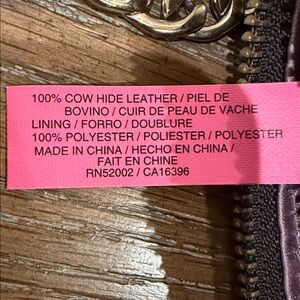 100% COW HIDE LEATHER / PIEL DE
BOVINO / CUIR DE PEAU DE VACHE
LINING / FORRO / DOUBLURE
100% POLYESTER / POLIESTER / POLYESTER
MADE IN CHINA / HECHO EN CHINA /
FAIT EN CHINE
RN52002 / CA16396